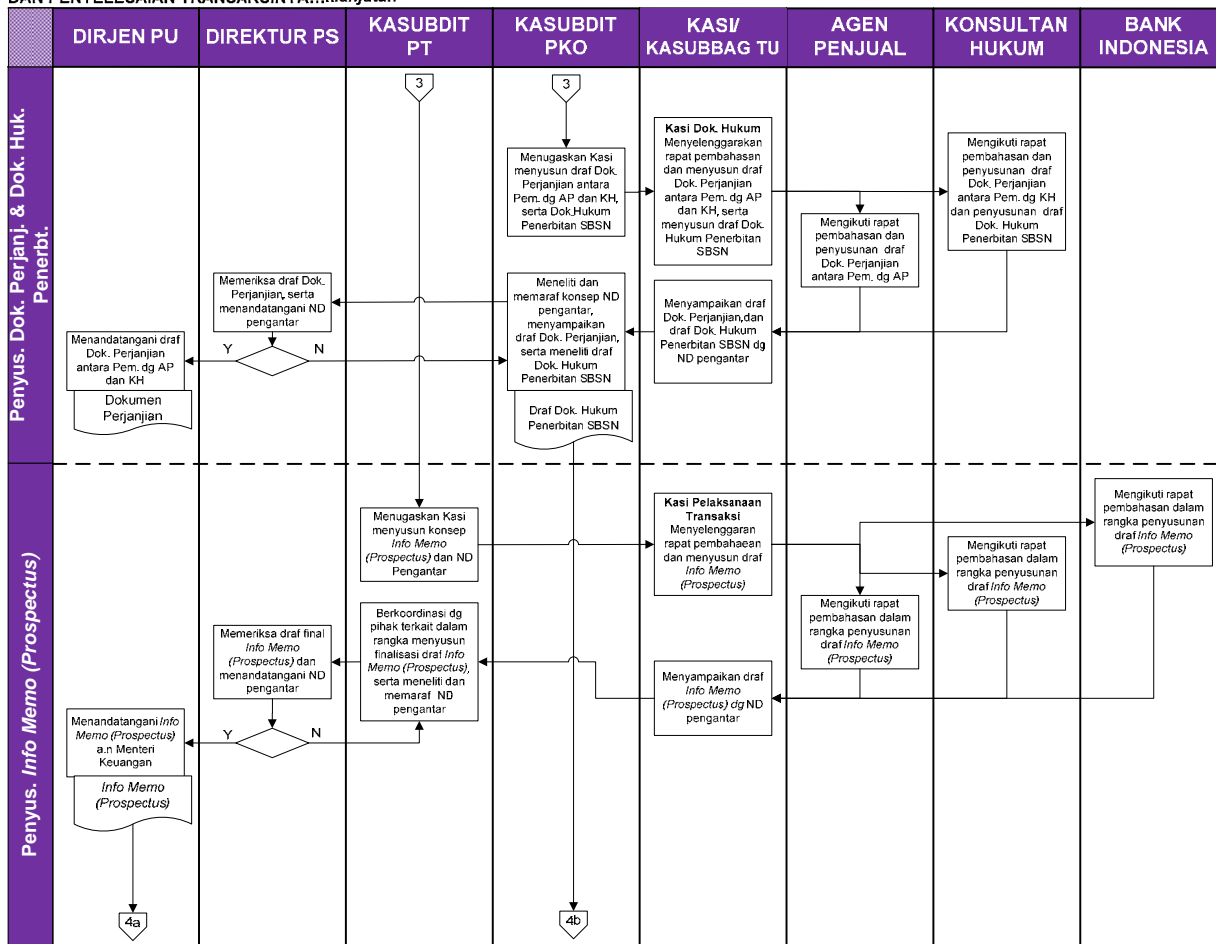 DAN PENYELESAIAN TRANSAKSINYA...lanjutan
DIRJEN PU
DIREKTUR PS
KASUBDIT
PT
KASUBDIT
PKO
KASI/
KASUBBAG TU
AGEN
PENJUAL
KONSULTAN
HUKUM
BANK
INDONESIA
Penyus. Dok. Perjanj. & Dok. Huk.
Penerbt.
3
3
Menugaskan Kasi
menyusun draf Dok.
Perjanjian antara
Pem. dg AP dan KH,
serta Dok.Hukum
Penerbitan SBSN
Kasi Dok. Hukum
Menyelenggarakan
rapat pembahasan
dan menyusun draf
Dok. Perjanjian antara
Pem. dg AP
dan KH, serta
menyusun draf Dok.
Hukum Penerbitan
SBSN
Mengikuti rapat
pembahasan dan
penyusunan draf
Dok. Perjanjian
antara Pem. dg AP
Mengikuti rapat
pembahasan dan
penyusunan draf
Dok. Perjanjian
antara Pem. dg KH
dan penyusunan draf
Dok. Hukum
Penerbitan SBSN
Memeriksa draf Dok.
Perjanjian, serta
menandatangani ND
pengantar
Meneliti dan
memaraf konsep ND
pengantar,
menyampaikan
draf Dok. Perjanjian,
serta meneliti draf
Dok. Hukum
Penerbitan SBSN
Menyampaikan draf
Dok. Perjanjian,dan
draf Dok. Hukum
Penerbitan SBSN dg
ND pengantar
Menandatangani draf
Dok. Perjanjian
antara Pem. dg AP
dan KH
Y
N
Dokumen
Perjanjian
Draf Dok. Hukum
Penerbitan SBSN
Penyus. Info Memo (Prospectus)
Menugaskan Kasi
menyusun konsep
Info Memo
(Prospectus) dan ND
Pengantar
Kasi Pelaksanaan
Transaksi
Menyelenggaran
rapat pembahaean
dan menyusun draf
Info Memo
(Prospectus)
Mengikuti rapat
pembahasan dalam
rangka penyusunan
draf Info Memo
(Prospectus)
Mengikuti rapat
pembahasan dalam
rangka penyusunan
draf Info Memo
(Prospectus)
Mengikuti rapat
pembahasan dalam
rangka penyusunan
draf Info Memo
(Prospectus)
Memeriksa draf final
Info Memo
(Prospectus) dan
menandatangani ND
pengantar
Berkoordinasi dg
pihak terkait dalam
rangka menyusun
finalisasi draf Info
Memo (Prospectus),
serta meneliti dan
memaraf ND
pengantar
Menyampaikan draf
Info Memo
(Prospectus) dg ND
pengantar
Menandatangani Info
Memo (Prospectus)
a.n Menteri
Keuangan
Y
N
Info Memo
(Prospectus)
4a
4b